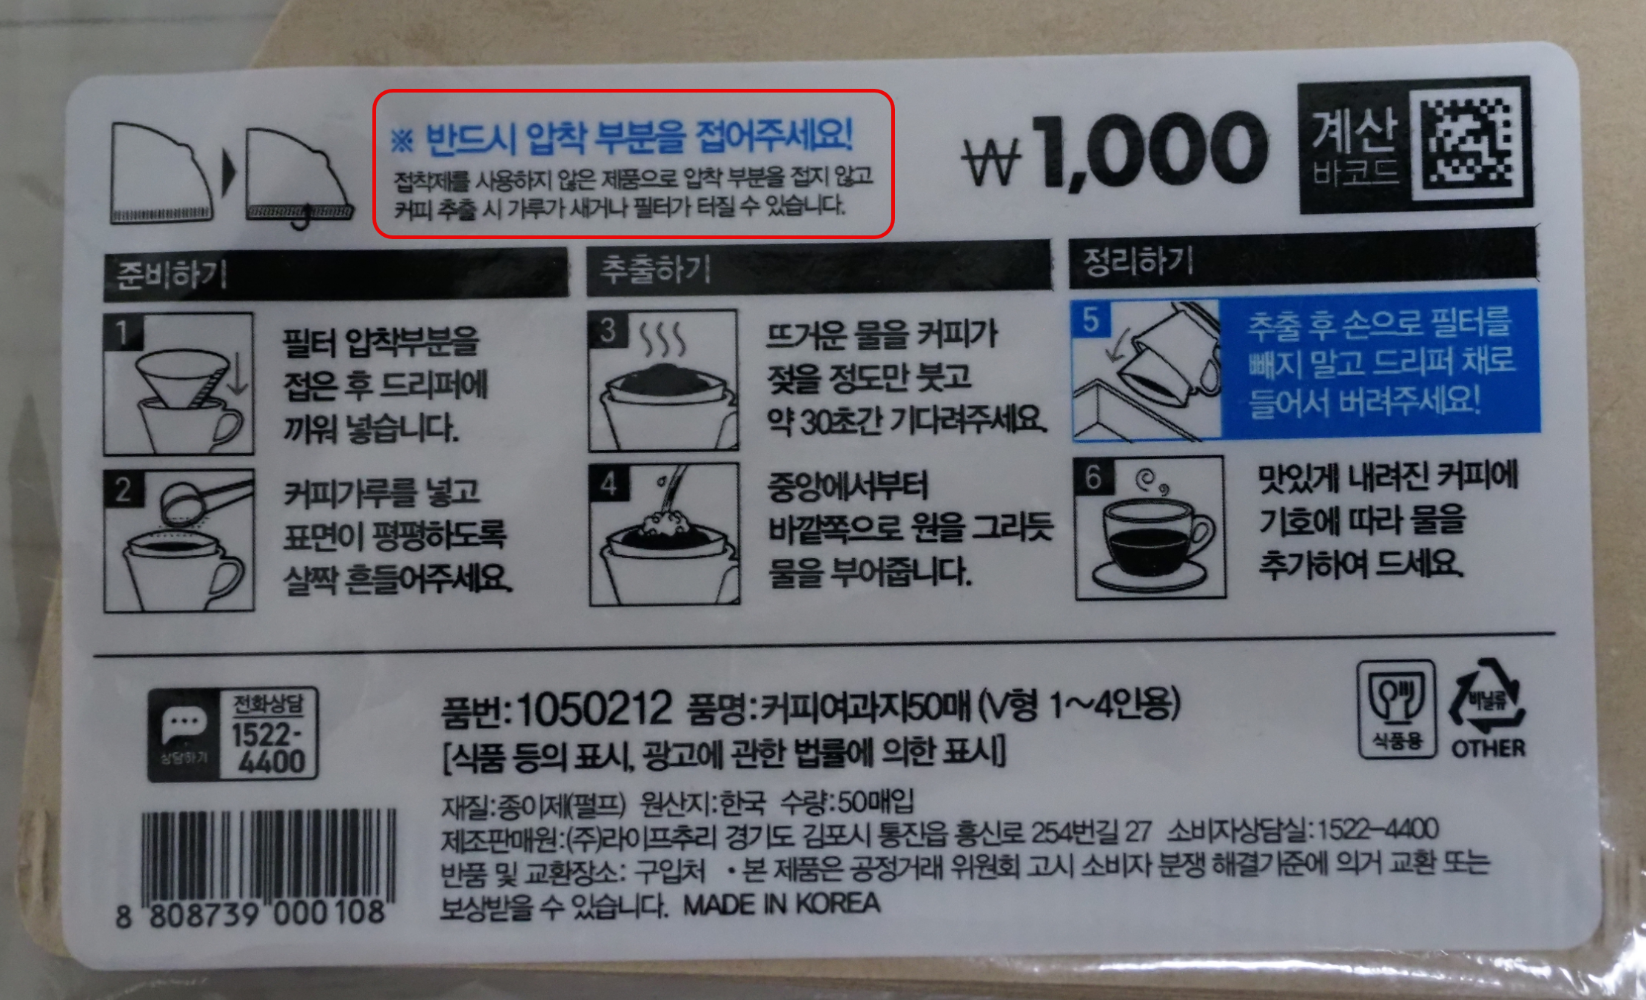 ※ 반드시 압착 부분을 접어주세요!
접착제를 사용하지 않은 제품으로 압착 부분을 접지 않고
커피 추출 시 가루가 새거나 필터가 터질 수 있습니다.
₩1,000
계산
바코드
준비하기
1
필터 압착부분을
접은 후 드리퍼에
끼워 넣습니다.
2
커피가루를 넣고
표면이 평평하도록
살짝 흔들어주세요.
추출하기
3
뜨거운 물을 커피가
젖을 정도만 붓고
약 30초간 기다려주세요.
4
중앙에서부터
바깥쪽으로 원을 그리듯
물을 부어줍니다.
정리하기
5
추출 후 손으로 필터를
빼지 말고 드리퍼 채로
들어서 버려주세요!
6
맛있게 내려진 커피에
기호에 따라 물을
추가하여 드세요.
상담하기
전화상담
1522-
4400
품번:1050212 품명:커피여과지50매 (V형 1~4인용)
[식품 등의 표시, 광고에 관한 법률에 의한 표시]
식품용
비닐류
OTHER
재질:종이제(펄프) 원산지:한국 수량:50매입
제조판매원:(주)라이프추리 경기도 김포시 통진읍 흥신로 254번길 27 소비자상담실:1522-4400
반품 및 교환장소: 구입처 • 본 제품은 공정거래 위원회 고시 소비자 분쟁 해결기준에 의거 교환 또는
보상받을 수 있습니다. MADE IN KOREA
8 808739 000108